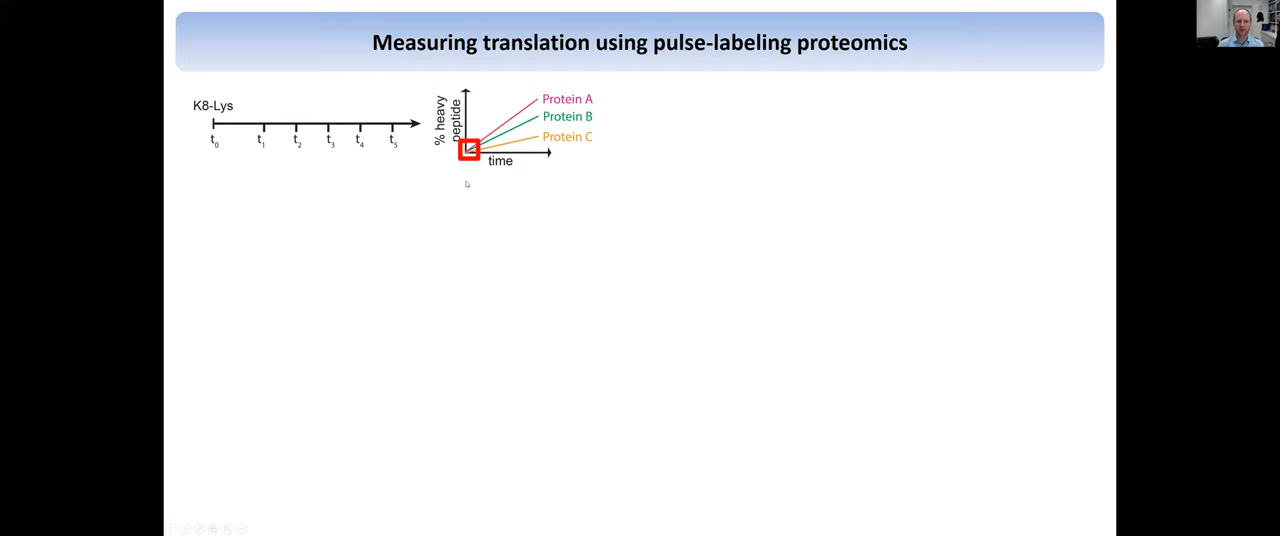 Measuring translation using pulse-labeling proteomics
K8-Lys
t0 t1 t2 t3 t4 t5
% heavy
peptide
Protein A
Protein B
Protein C
time